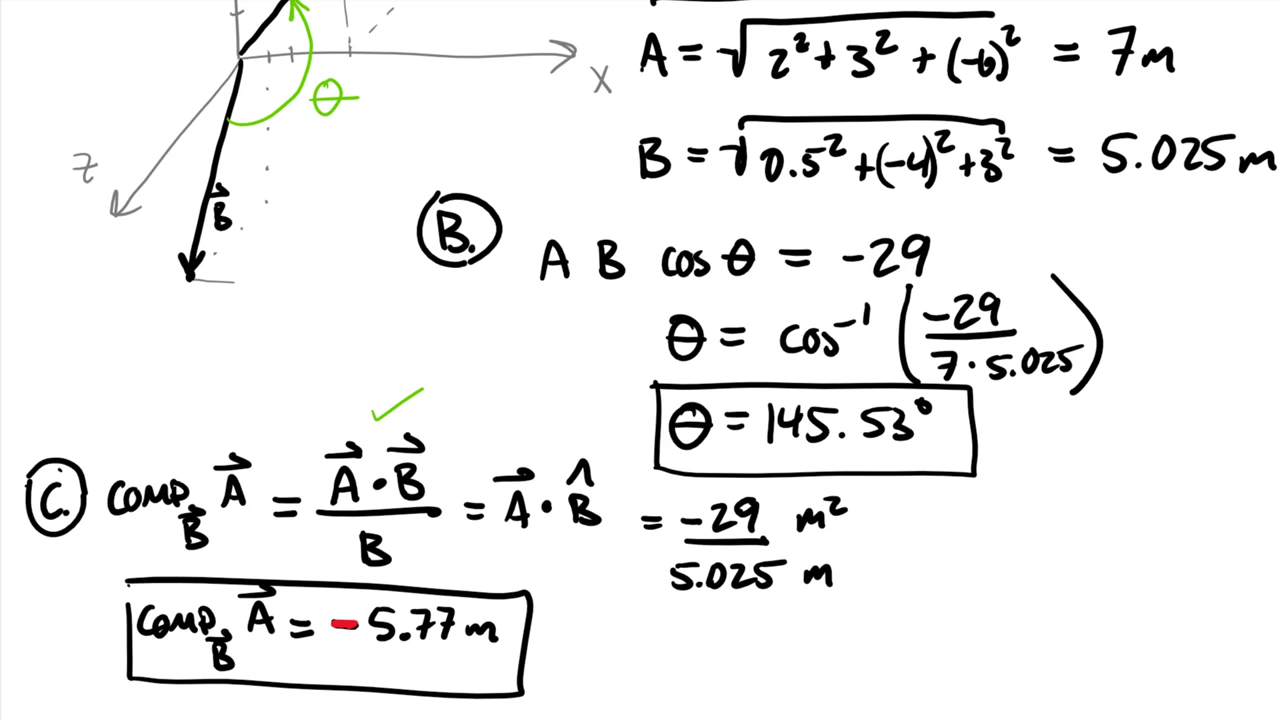 A = √(2² + 3² + (-6)²) = 7m
X
θ
B = √(0.5² + (-4)² + 3²) = 5.025 m
Z
B⃗
B. A B cos θ = -29
θ = cos⁻¹ (-29 / 7 · 5.025)
θ = 145.53°
C. comp_B⃗ A⃗ = A⃗ · B⃗ / B = A⃗ · B̂ = -29 m² / 5.025 m
comp_B⃗ A⃗ = - 5.77 m